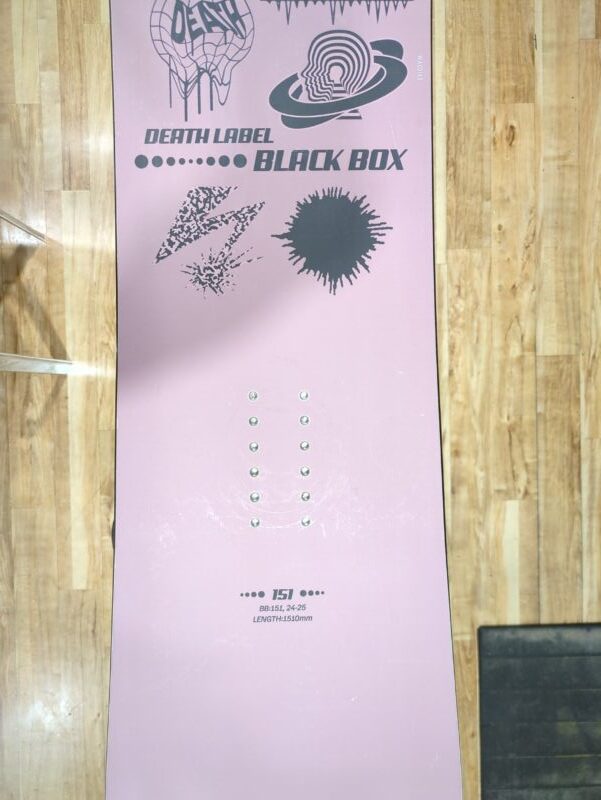 DEATH
DEATH LABEL
BLACK BOX
151
BB:151, 24-25
LENGTH:1510mm